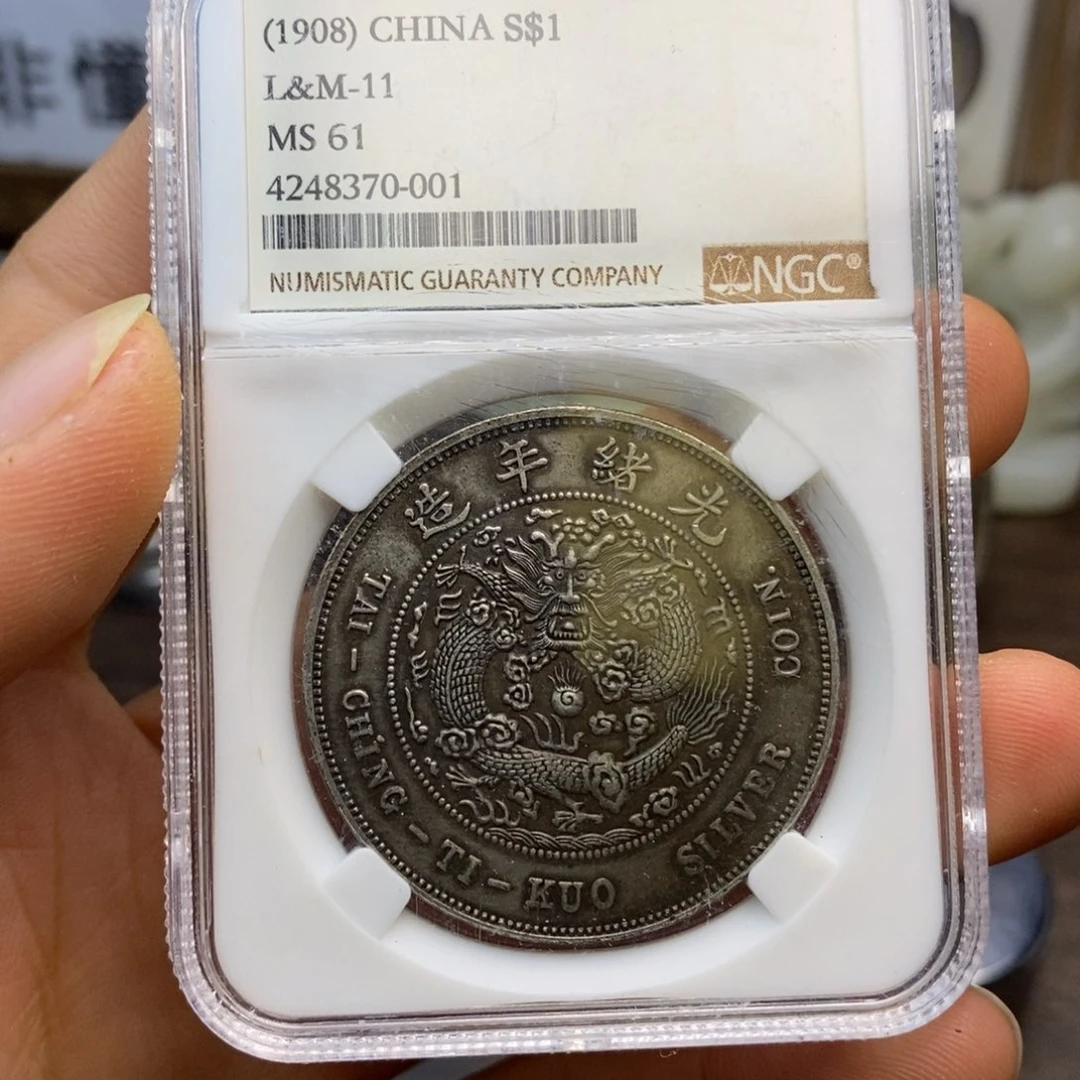 (1908) CHINA S$1
L&M-11
MS 61
4248370-001
NUMISMATIC GUARANTY COMPANY
NGC®
光緒年造
TAI-CHING-TI-KUO SILVER COIN.